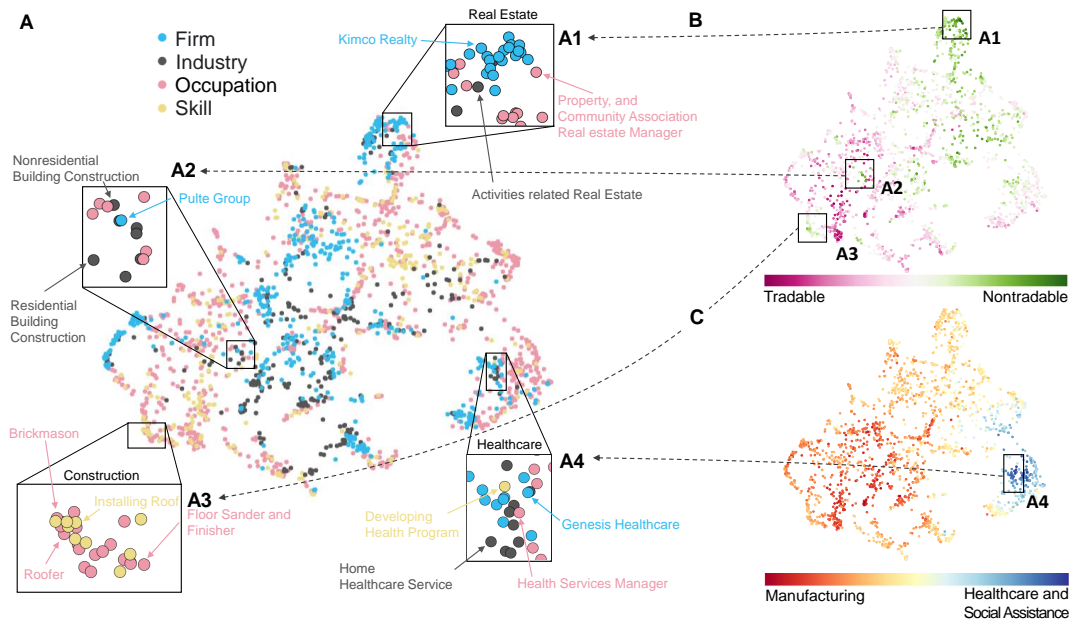 A
Firm
Industry
Occupation
Skill
Real Estate
A1
Kimco Realty
Property, and
Community Association
Real estate Manager
Activities related Real Estate
Nonresidential
Building Construction
A2
Pulte Group
Residential
Building
Construction
Brickmason
Construction
A3
Installing Roof
Floor Sander and
Finisher
Roofer
Healthcare
A4
Developing
Health Program
Genesis Healthcare
Home
Healthcare Service
Health Services Manager
B
A1
A2
A3
Tradable
Nontradable
C
A4
Manufacturing
Healthcare and
Social Assistance